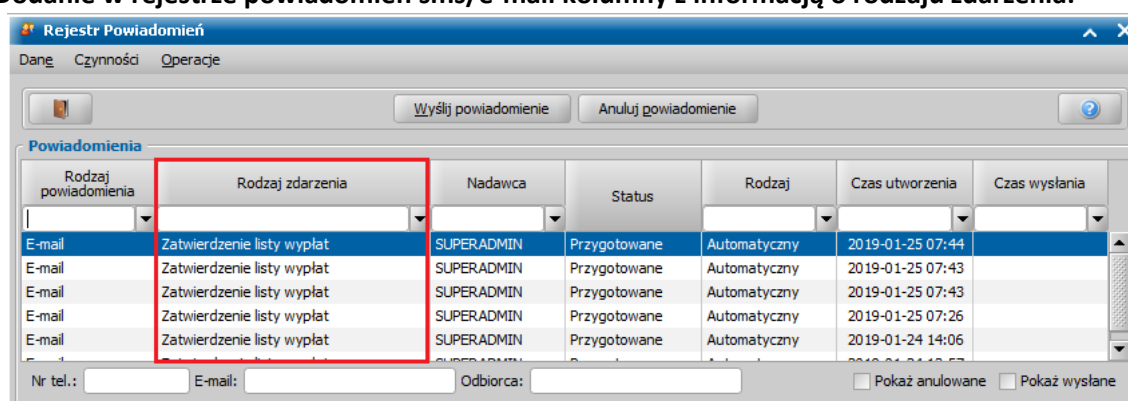 Dodanie w rejestrze powiadomień sms/e-mail kolumny z informacją o rodzaju zdarzenia.
Rejestr Powiadomień
Dane Czynności Operacje
Wyślij powiadomienie Anuluj powiadomienie
Powiadomienia
Rodzaj powiadomienia Rodzaj zdarzenia Nadawca Status Rodzaj Czas utworzenia Czas wysłania
E-mail Zatwierdzenie listy wypłat SUPERADMIN Przygotowane Automatyczny 2019-01-25 07:44
E-mail Zatwierdzenie listy wypłat SUPERADMIN Przygotowane Automatyczny 2019-01-25 07:43
E-mail Zatwierdzenie listy wypłat SUPERADMIN Przygotowane Automatyczny 2019-01-25 07:43
E-mail Zatwierdzenie listy wypłat SUPERADMIN Przygotowane Automatyczny 2019-01-25 07:26
E-mail Zatwierdzenie listy wypłat SUPERADMIN Przygotowane Automatyczny 2019-01-24 14:06
Nr tel.: E-mail: Odbiorca: Pokaż anulowane Pokaż wysłane